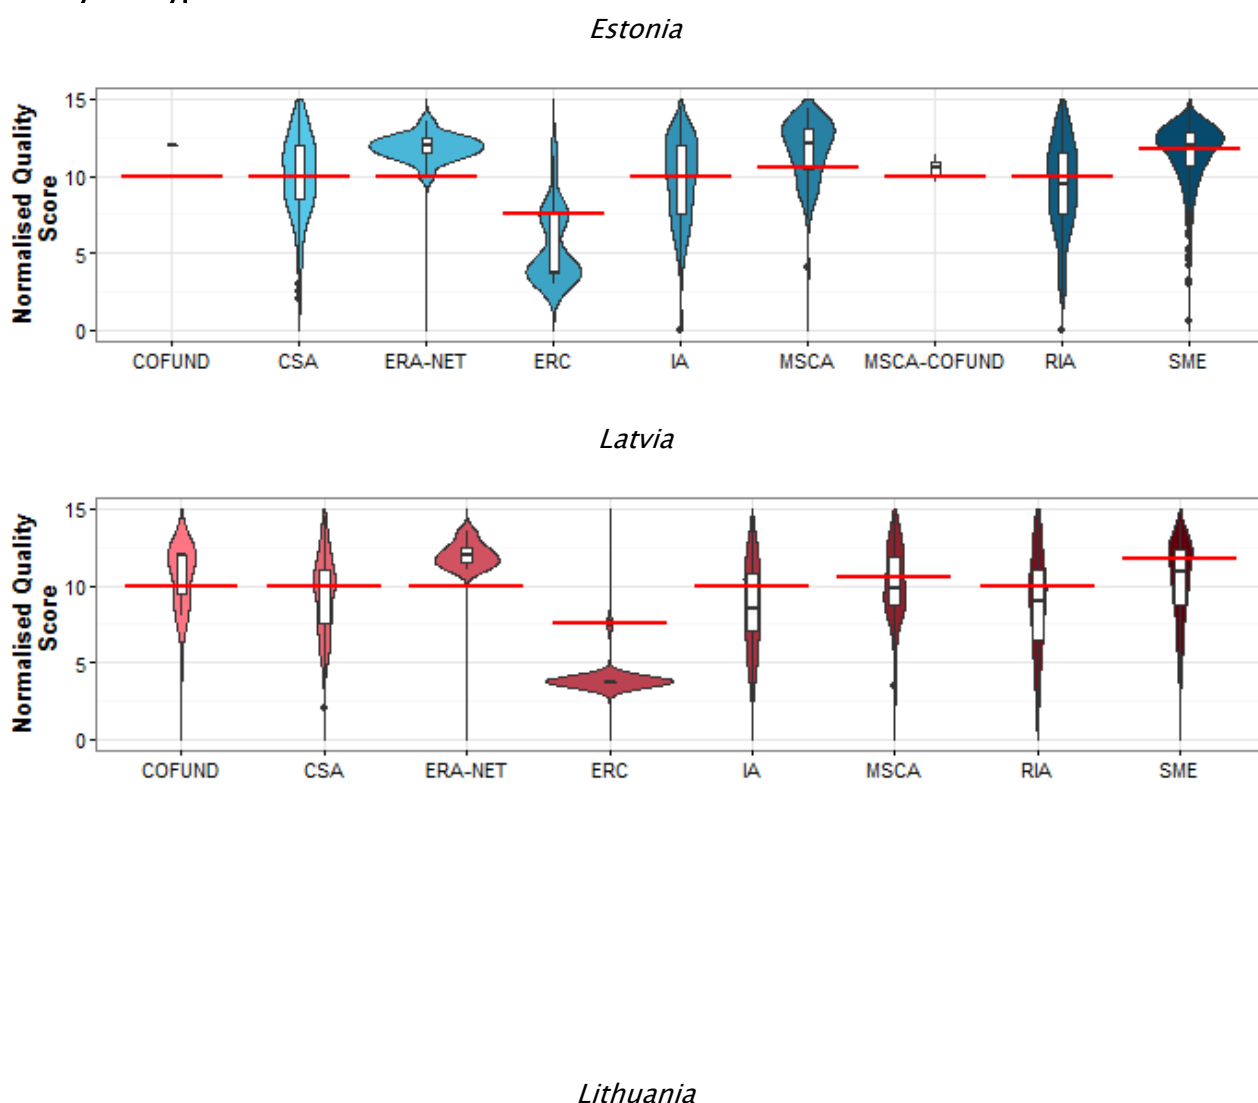 Estonia
Normalised Quality
Score
15
10
5
0
COFUND CSA ERA-NET ERC IA MSCA MSCA-COFUND RIA SME
Latvia
Normalised Quality
Score
15
10
5
0
COFUND CSA ERA-NET ERC IA MSCA RIA SME
Lithuania